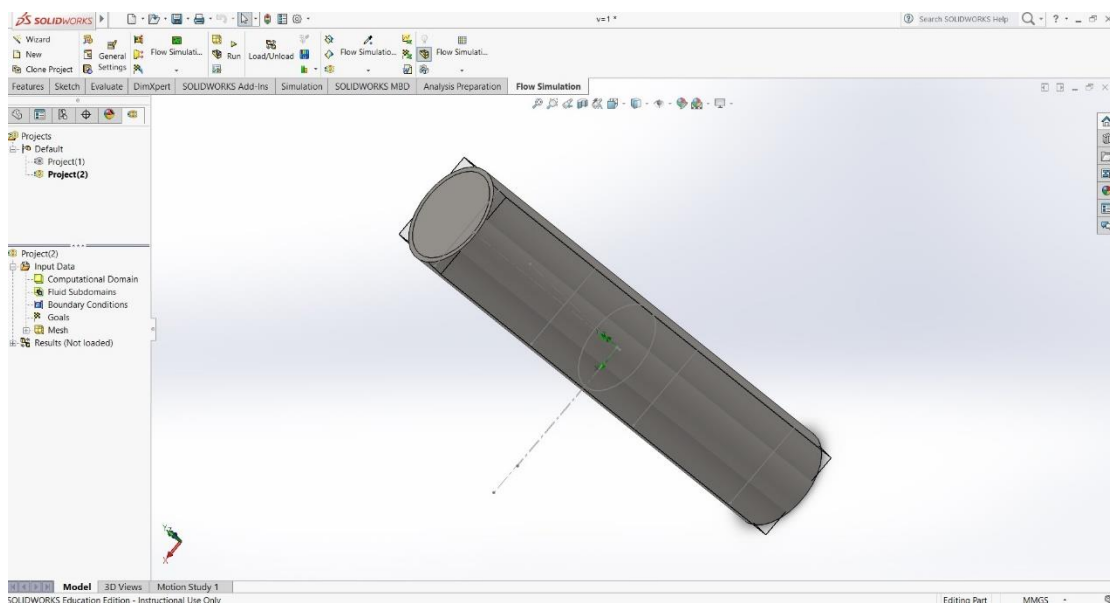 SOLIDWORKS
v=1 *
Search SOLIDWORKS Help
Wizard
New
Clone Project
General Settings
Flow Simulati...
Run
Load/Unload
Flow Simulatio...
Flow Simulati...
Features Sketch Evaluate DimXpert SOLIDWORKS Add-Ins Simulation SOLIDWORKS MBD Analysis Preparation Flow Simulation
Projects
Default
Project(1)
Project(2)
Project(2)
Input Data
Computational Domain
Fluid Subdomains
Boundary Conditions
Goals
Mesh
Results (Not loaded)
X
Model 3D Views Motion Study 1
SOLIDWORKS Education Edition - Instructional Use Only
Editing Part MMGS